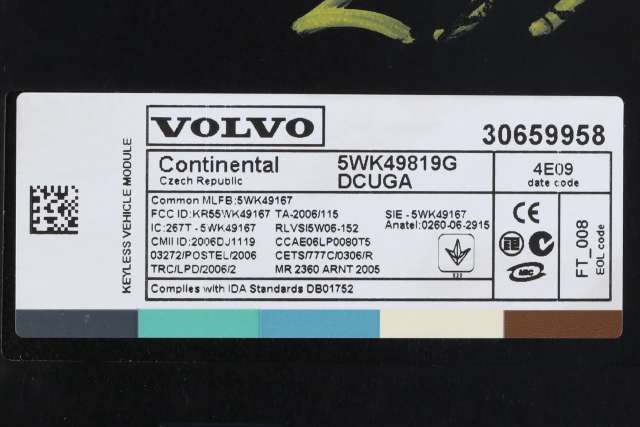 VOLVO
30659958
Continental 5WK49819G
Czech Republic DCUGA
4E09
date code
KEYLESS VEHICLE MODULE
Common MLFB:5WK49167
FCC ID:KR55WK49167 TA-2006/115 SIE - 5WK49167
IC:267T - 5WK49167 RLVSI5W06-152 Anatel:0260-06-2915
CMII ID:2006DJ1119 CCAE06LP0080T5
03272/POSTEL/2006 CETS/777C/0306/R
TRC/LPD/2006/2 MR 2360 ARNT 2005
Complies with IDA Standards DB01752
CE
FT_008
EOL code